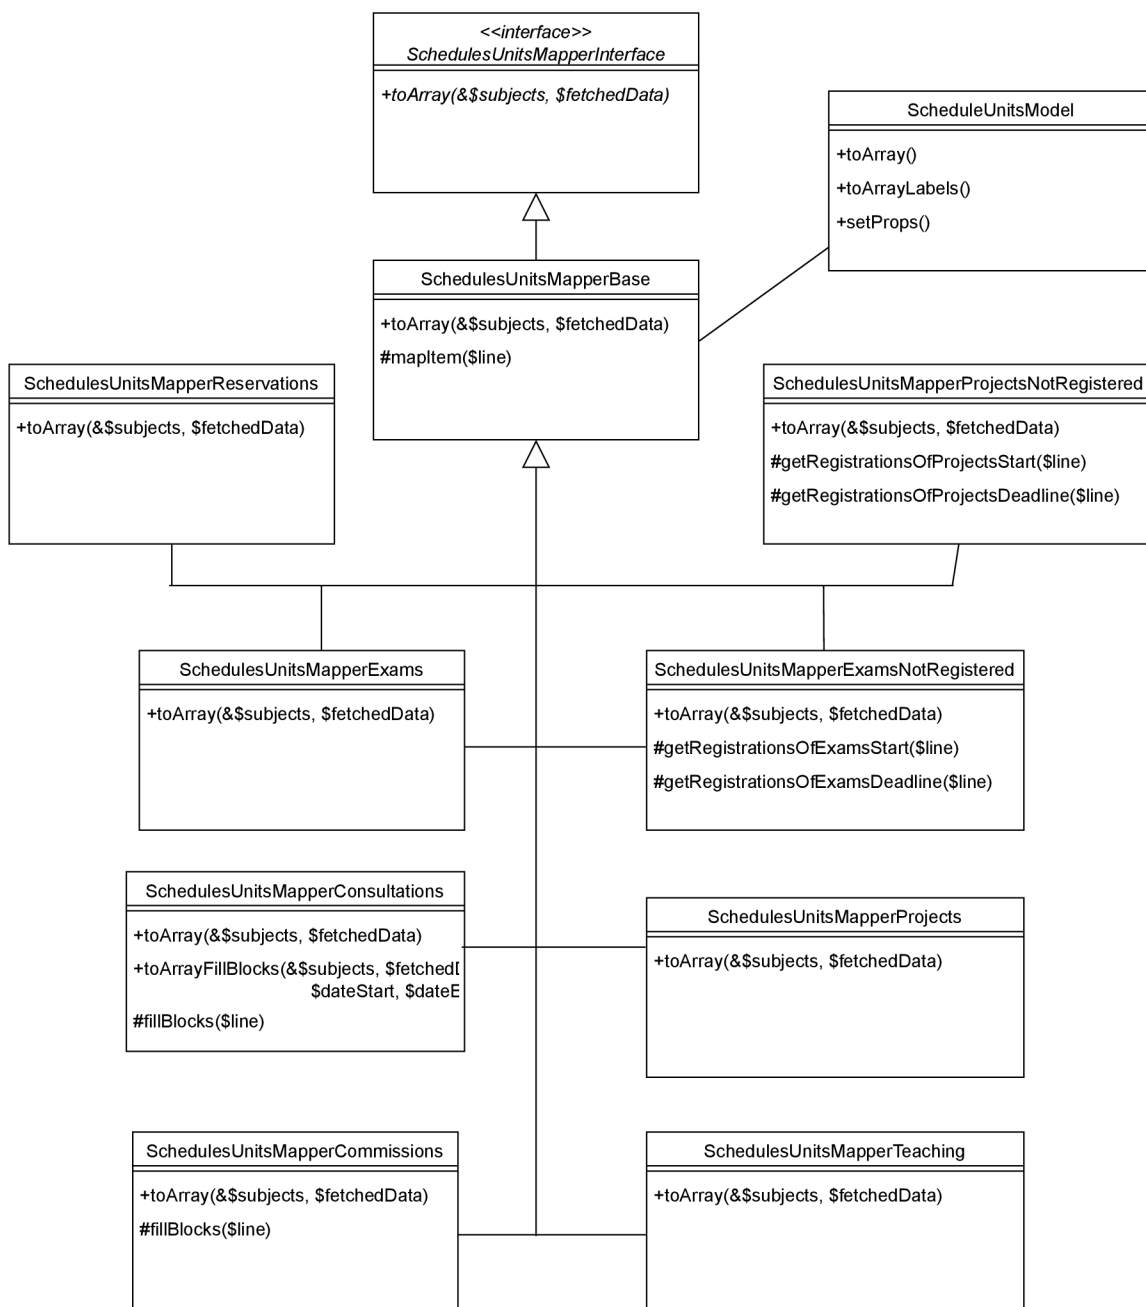 <<interface>>
SchedulesUnitsMapperInterface
+toArray(&$subjects, $fetchedData)
ScheduleUnitsModel
+toArray()
+toArrayLabels()
+setProps()
SchedulesUnitsMapperBase
+toArray(&$subjects, $fetchedData)
#mapItem($line)
SchedulesUnitsMapperReservations
+toArray(&$subjects, $fetchedData)
SchedulesUnitsMapperProjectsNotRegistered
+toArray(&$subjects, $fetchedData)
#getRegistrationsOfProjectsStart($line)
#getRegistrationsOfProjectsDeadline($line)
SchedulesUnitsMapperExams
+toArray(&$subjects, $fetchedData)
SchedulesUnitsMapperExamsNotRegistered
+toArray(&$subjects, $fetchedData)
#getRegistrationsOfExamsStart($line)
#getRegistrationsOfExamsDeadline($line)
SchedulesUnitsMapperConsultations
+toArray(&$subjects, $fetchedData)
+toArrayFillBlocks(&$subjects,
$dateStart,
#fillBlocks($line)
SchedulesUnitsMapperProjects
+toArray(&$subjects, $fetchedData)
SchedulesUnitsMapperCommissions
+toArray(&$subjects, $fetchedData)
#fillBlocks($line)
SchedulesUnitsMapperTeaching
+toArray(&$subjects, $fetchedData)